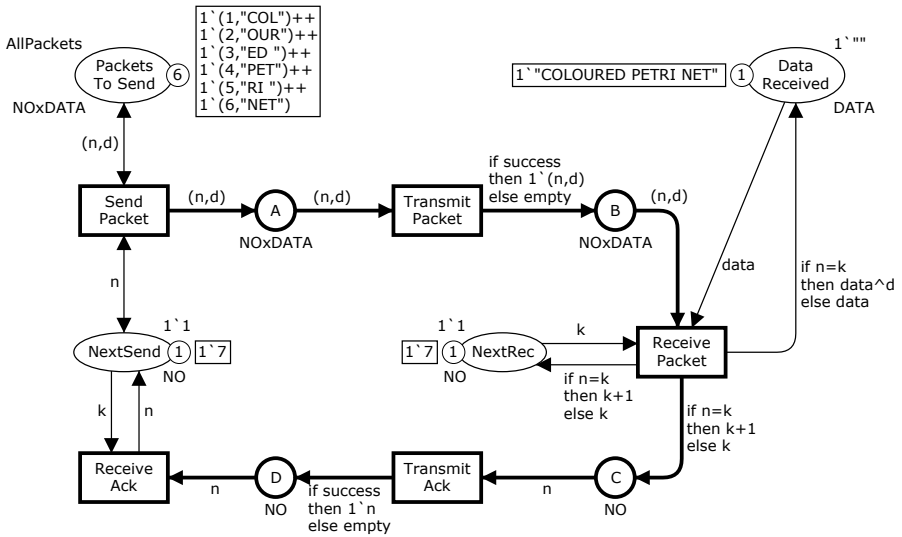 AllPackets
Packets
To Send
6
1`(1,"COL")++
1`(2,"OUR")++
1`(3,"ED ")++
1`(4,"PET")++
1`(5,"RI ")++
1`(6,"NET")
NOxDATA
1`""
1`"COLOURED PETRI NET"
1
Data
Received
DATA
(n,d)
Send
Packet
(n,d)
A
NOxDATA
(n,d)
Transmit
Packet
if success
then 1`(n,d)
else empty
B
NOxDATA
(n,d)
n
data
if n=k
then data^d
else data
1`1
NextSend
1
1`7
NO
1`1
1`7
1
NextRec
NO
k
Receive
Packet
if n=k
then k+1
else k
if n=k
then k+1
else k
k
n
Receive
Ack
n
D
NO
if success
then 1`n
else empty
Transmit
Ack
n
C
NO